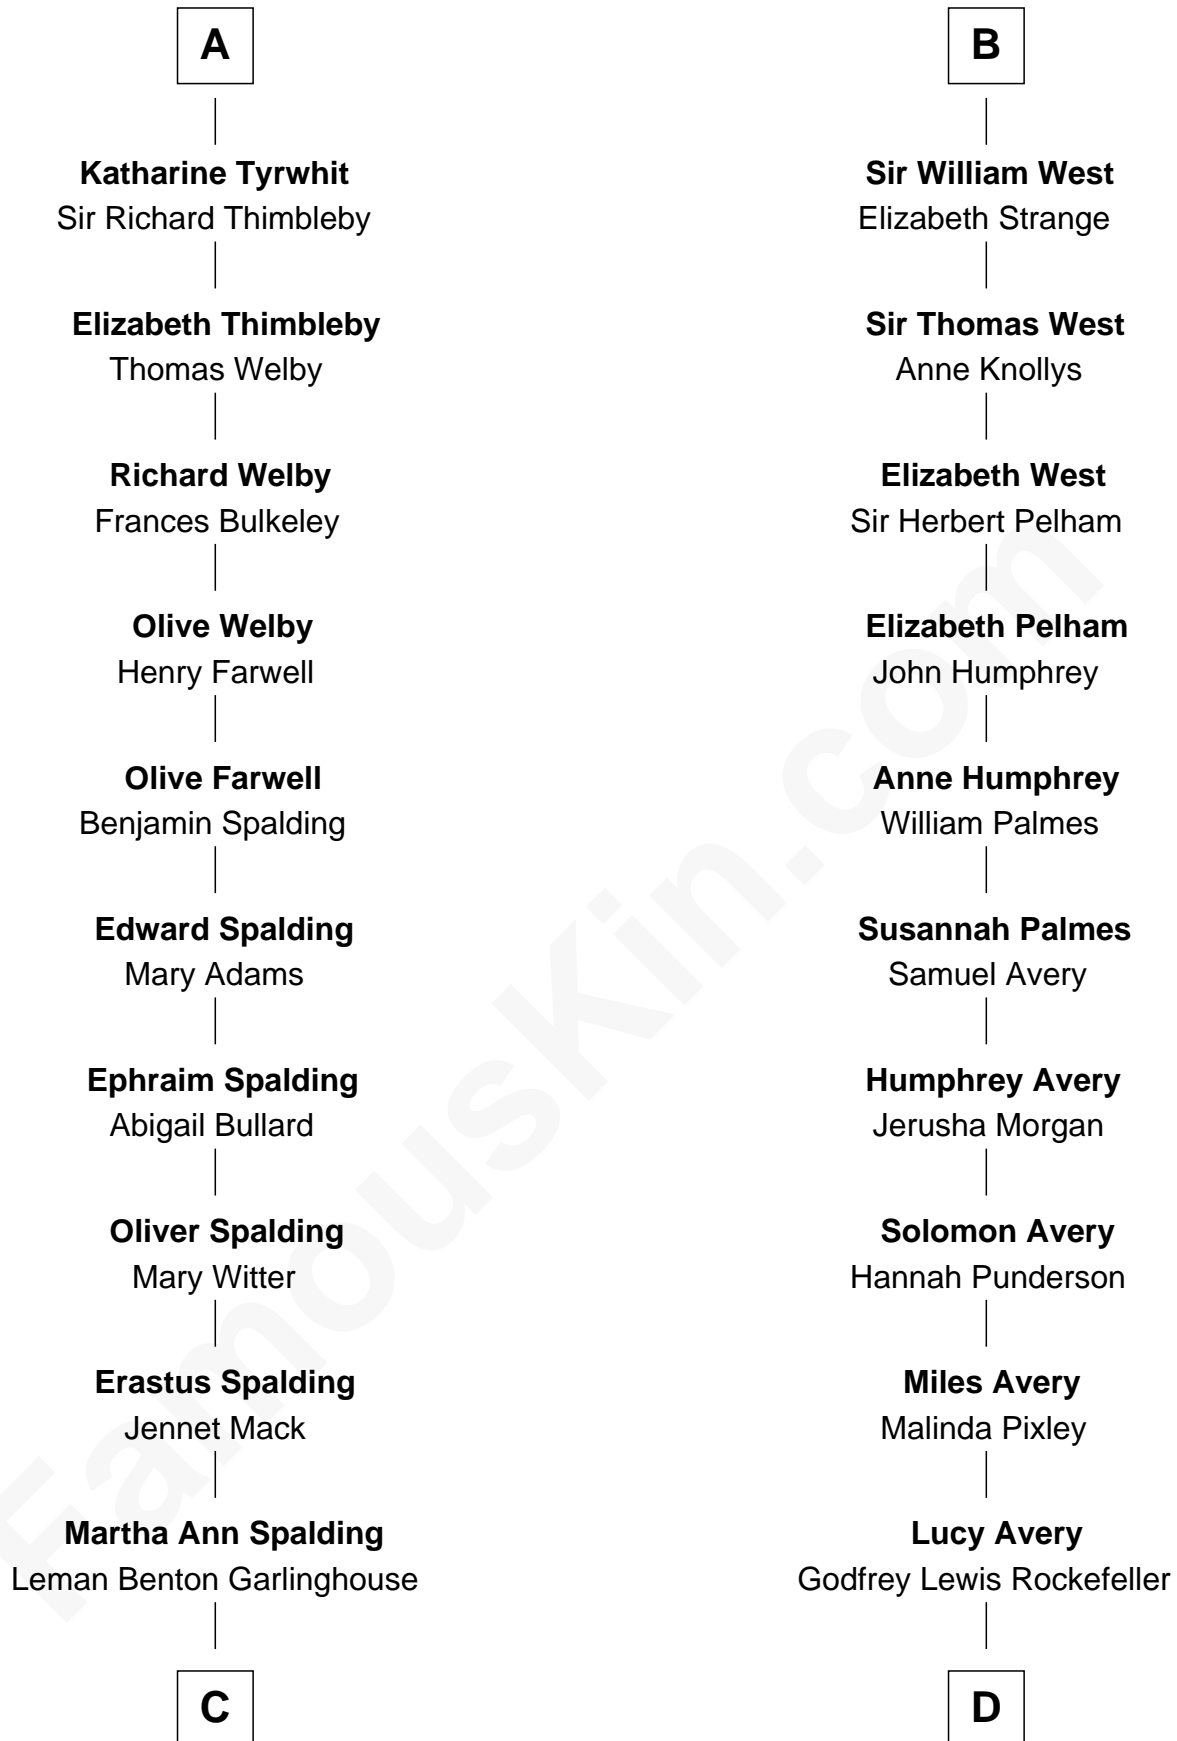 A
Katharine Tyrwhit
Sir Richard Thimbleby
Elizabeth Thimbleby
Thomas Welby
Richard Welby
Frances Bulkeley
Olive Welby
Henry Farwell
Olive Farwell
Benjamin Spalding
Edward Spalding
Mary Adams
Ephraim Spalding
Abigail Bullard
Oliver Spalding
Mary Witter
Erastus Spalding
Jennet Mack
Martha Ann Spalding
Leman Benton Garlinghouse
C
B
Sir William West
Elizabeth Strange
Sir Thomas West
Anne Knollys
Elizabeth West
Sir Herbert Pelham
Elizabeth Pelham
John Humphrey
Anne Humphrey
William Palmes
Susannah Palmes
Samuel Avery
Humphrey Avery
Jerusha Morgan
Solomon Avery
Hannah Punderson
Miles Avery
Malinda Pixley
Lucy Avery
Godfrey Lewis Rockefeller
D
FamousKin.com